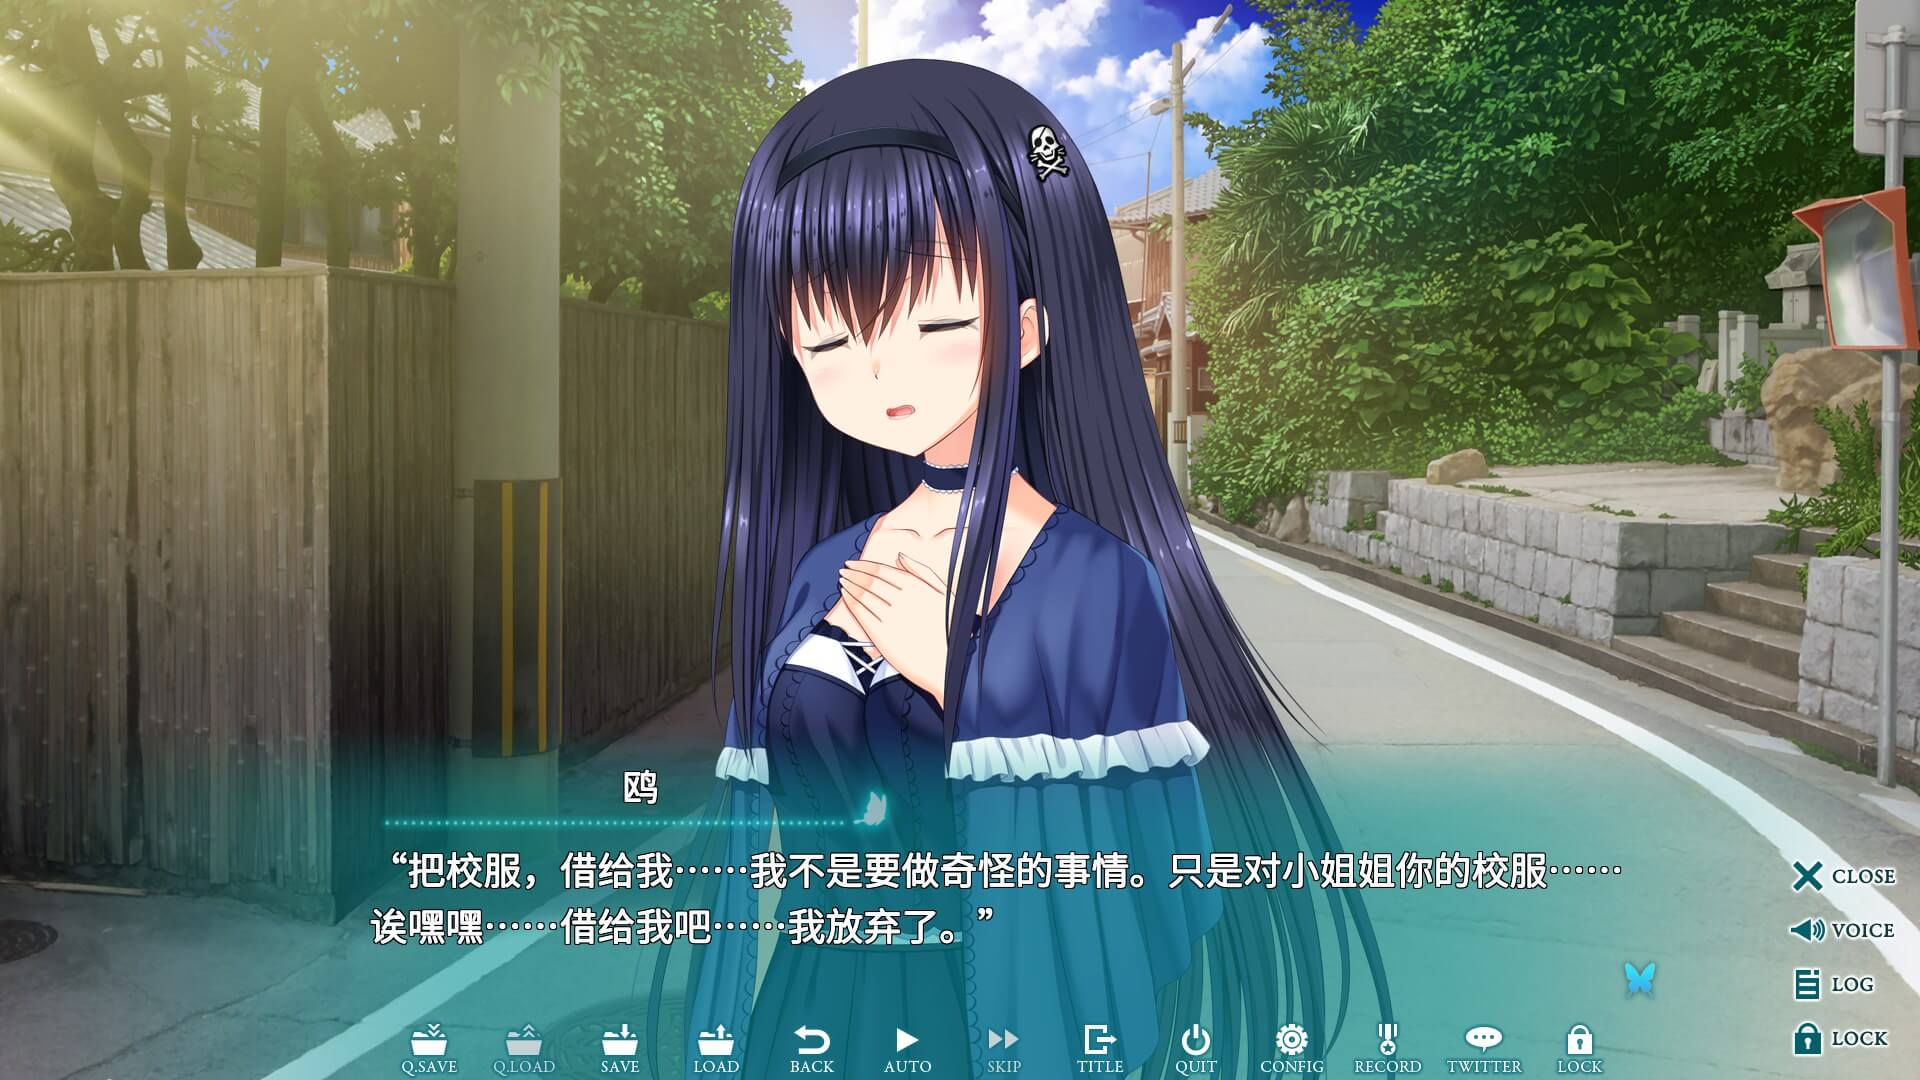 鸥
“把校服，借给我……我不是要做奇怪的事情。只是对小姐姐你的校服……
诶嘿嘿……借给我吧……我放弃了。”
CLOSE
VOICE
LOG
LOCK
Q.SAVE
Q.LOAD
SAVE
LOAD
BACK
AUTO
SKIP
TITLE
QUIT
CONFIG
RECORD
TWITTER
LOCK